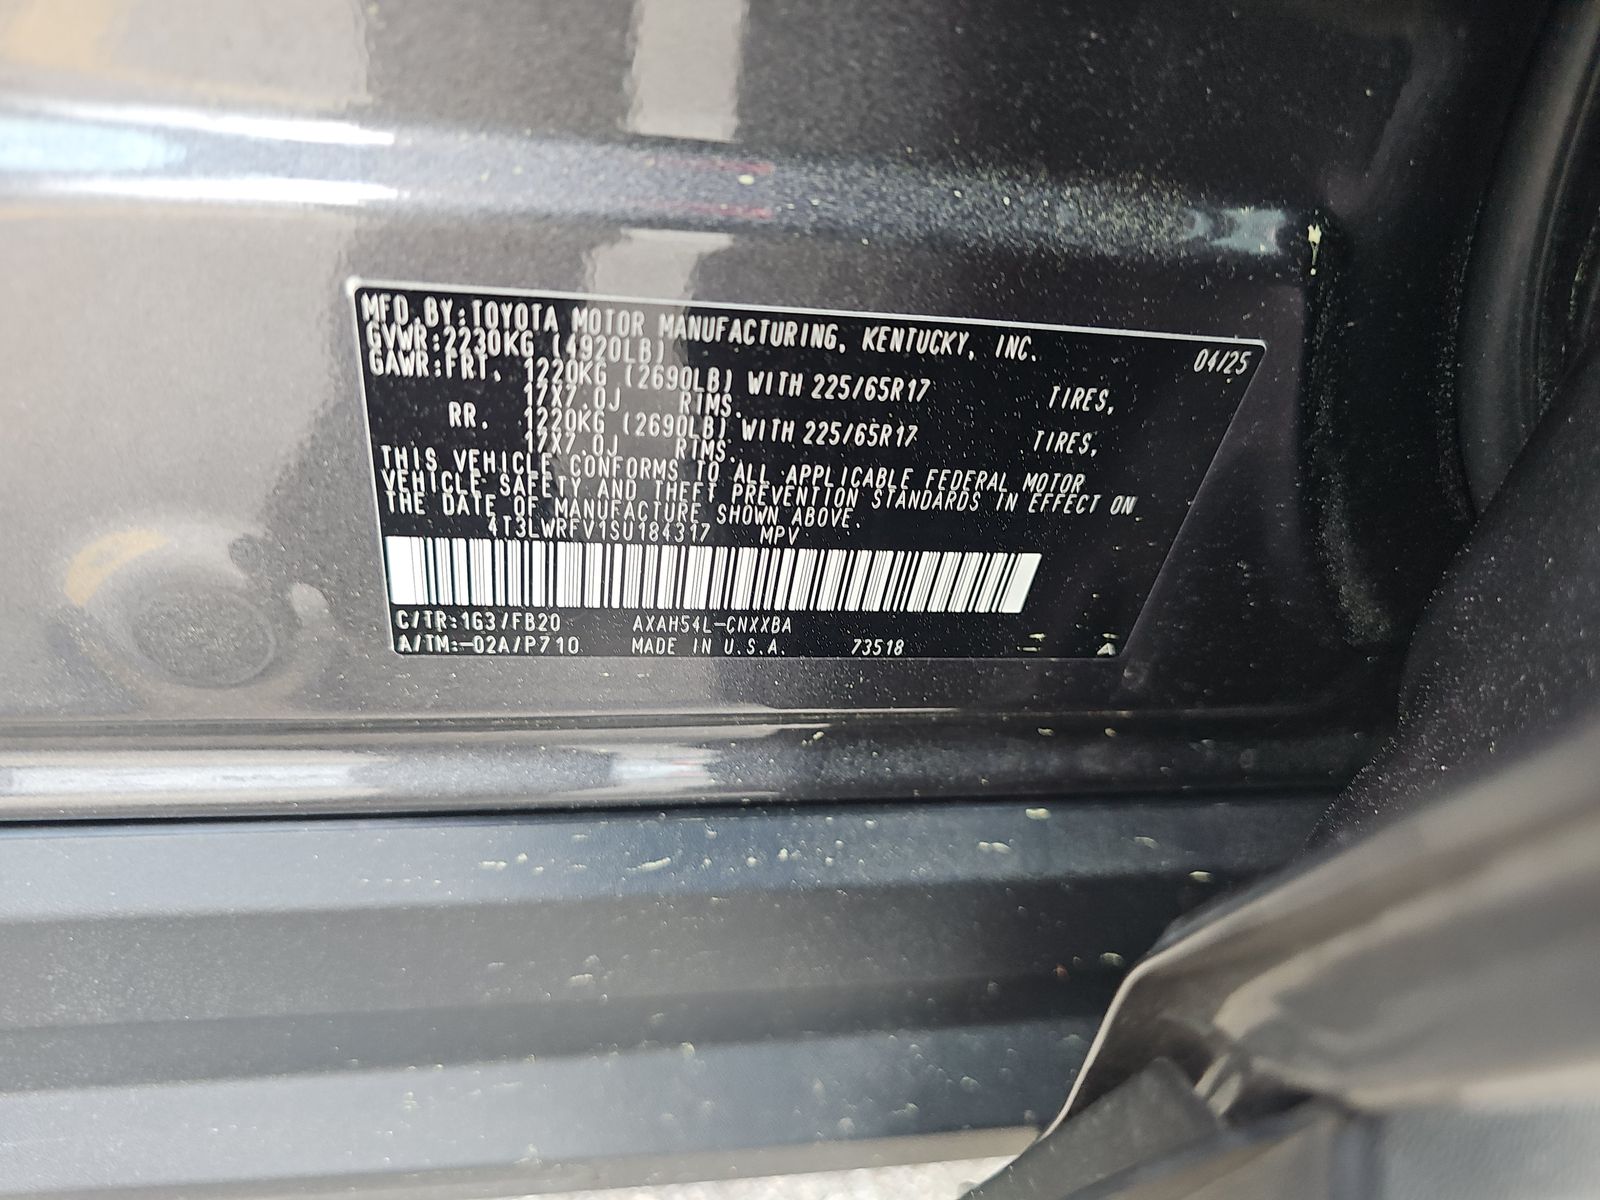 MFD. BY: TOYOTA MOTOR MANUFACTURING, KENTUCKY, INC. 04/25
GVWR: 2230KG (4920LB)
GAWR: FRT. 1220KG (2690LB) WITH 225/65R17 TIRES,
17X7.0J RIMS.
RR. 1220KG (2690LB) WITH 225/65R17 TIRES,
17X7.0J RIMS.
THIS VEHICLE CONFORMS TO ALL APPLICABLE FEDERAL MOTOR
VEHICLE SAFETY AND THEFT PREVENTION STANDARDS IN EFFECT ON
THE DATE OF MANUFACTURE SHOWN ABOVE.
4T3LWRFV1SU184317 MPV
C/TR: 1G3/FB20 AXAH54L-CNXXBA
A/TM: -02A/P710 MADE IN U.S.A. 73518